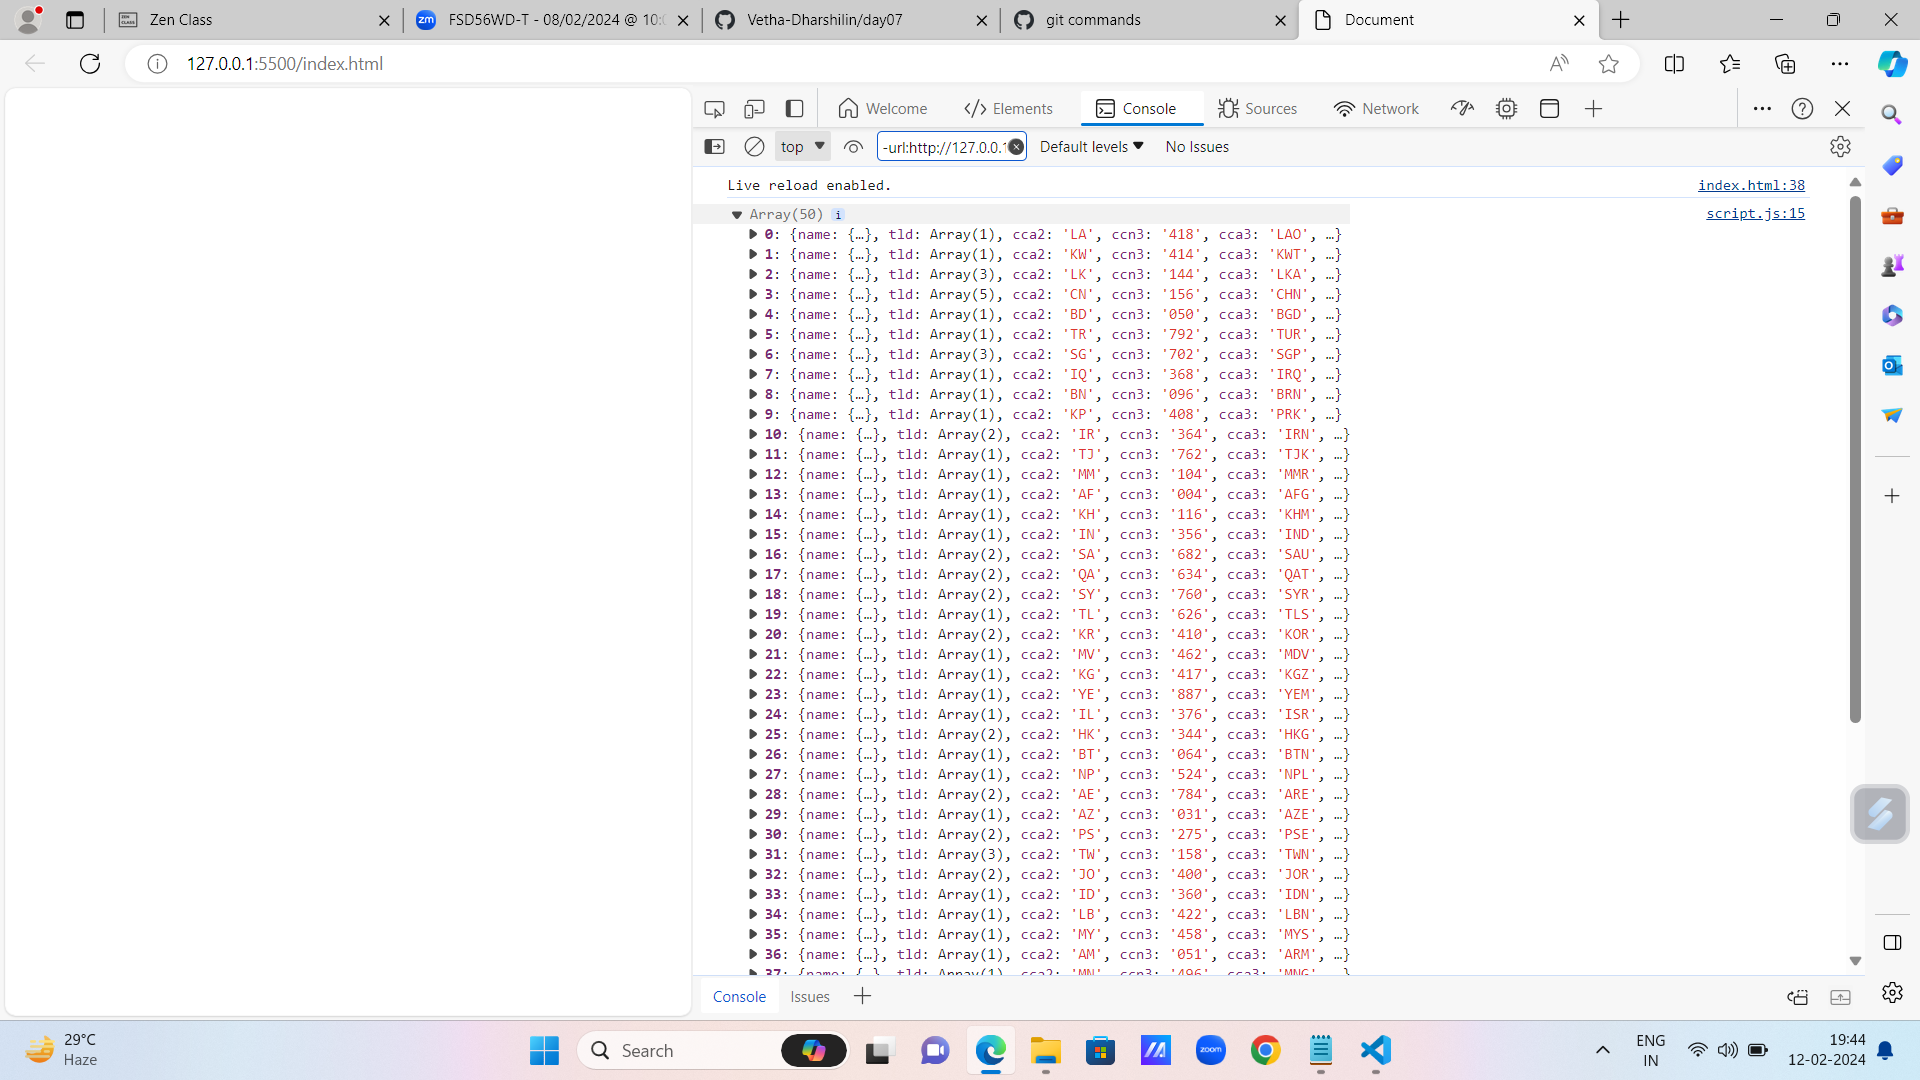 Zen Class
FSD56WD-T - 08/02/2024 @ 10:0
Vetha-Dharshilin/day07
git commands
Document
127.0.0.1:5500/index.html
Welcome
Elements
Console
Sources
Network
top
-url:http://127.0.0.1
Default levels
No Issues
Live reload enabled.
index.html:38
Array(50) i
script.js:15
0: {name: {…}, tld: Array(1), cca2: 'LA', ccn3: '418', cca3: 'LAO', …}
1: {name: {…}, tld: Array(1), cca2: 'KW', ccn3: '414', cca3: 'KWT', …}
2: {name: {…}, tld: Array(3), cca2: 'LK', ccn3: '144', cca3: 'LKA', …}
3: {name: {…}, tld: Array(5), cca2: 'CN', ccn3: '156', cca3: 'CHN', …}
4: {name: {…}, tld: Array(1), cca2: 'BD', ccn3: '050', cca3: 'BGD', …}
5: {name: {…}, tld: Array(1), cca2: 'TR', ccn3: '792', cca3: 'TUR', …}
6: {name: {…}, tld: Array(3), cca2: 'SG', ccn3: '702', cca3: 'SGP', …}
7: {name: {…}, tld: Array(1), cca2: 'IQ', ccn3: '368', cca3: 'IRQ', …}
8: {name: {…}, tld: Array(1), cca2: 'BN', ccn3: '096', cca3: 'BRN', …}
9: {name: {…}, tld: Array(1), cca2: 'KP', ccn3: '408', cca3: 'PRK', …}
10: {name: {…}, tld: Array(2), cca2: 'IR', ccn3: '364', cca3: 'IRN', …}
11: {name: {…}, tld: Array(1), cca2: 'TJ', ccn3: '762', cca3: 'TJK', …}
12: {name: {…}, tld: Array(1), cca2: 'MM', ccn3: '104', cca3: 'MMR', …}
13: {name: {…}, tld: Array(1), cca2: 'AF', ccn3: '004', cca3: 'AFG', …}
14: {name: {…}, tld: Array(1), cca2: 'KH', ccn3: '116', cca3: 'KHM', …}
15: {name: {…}, tld: Array(1), cca2: 'IN', ccn3: '356', cca3: 'IND', …}
16: {name: {…}, tld: Array(2), cca2: 'SA', ccn3: '682', cca3: 'SAU', …}
17: {name: {…}, tld: Array(2), cca2: 'QA', ccn3: '634', cca3: 'QAT', …}
18: {name: {…}, tld: Array(2), cca2: 'SY', ccn3: '760', cca3: 'SYR', …}
19: {name: {…}, tld: Array(1), cca2: 'TL', ccn3: '626', cca3: 'TLS', …}
20: {name: {…}, tld: Array(2), cca2: 'KR', ccn3: '410', cca3: 'KOR', …}
21: {name: {…}, tld: Array(1), cca2: 'MV', ccn3: '462', cca3: 'MDV', …}
22: {name: {…}, tld: Array(1), cca2: 'KG', ccn3: '417', cca3: 'KGZ', …}
23: {name: {…}, tld: Array(1), cca2: 'YE', ccn3: '887', cca3: 'YEM', …}
24: {name: {…}, tld: Array(1), cca2: 'IL', ccn3: '376', cca3: 'ISR', …}
25: {name: {…}, tld: Array(2), cca2: 'HK', ccn3: '344', cca3: 'HKG', …}
26: {name: {…}, tld: Array(1), cca2: 'BT', ccn3: '064', cca3: 'BTN', …}
27: {name: {…}, tld: Array(1), cca2: 'NP', ccn3: '524', cca3: 'NPL', …}
28: {name: {…}, tld: Array(2), cca2: 'AE', ccn3: '784', cca3: 'ARE', …}
29: {name: {…}, tld: Array(1), cca2: 'AZ', ccn3: '031', cca3: 'AZE', …}
30: {name: {…}, tld: Array(2), cca2: 'PS', ccn3: '275', cca3: 'PSE', …}
31: {name: {…}, tld: Array(3), cca2: 'TW', ccn3: '158', cca3: 'TWN', …}
32: {name: {…}, tld: Array(2), cca2: 'JO', ccn3: '400', cca3: 'JOR', …}
33: {name: {…}, tld: Array(1), cca2: 'ID', ccn3: '360', cca3: 'IDN', …}
34: {name: {…}, tld: Array(1), cca2: 'LB', ccn3: '422', cca3: 'LBN', …}
35: {name: {…}, tld: Array(1), cca2: 'MY', ccn3: '458', cca3: 'MYS', …}
36: {name: {…}, tld: Array(1), cca2: 'AM', ccn3: '051', cca3: 'ARM', …}
37: {name: {…}, tld: Array(1), cca2: 'MN', ccn3: '496', cca3: 'MNG', …}
Console
Issues
29°C
Haze
Search
zoom
ENG
IN
19:44
12-02-2024